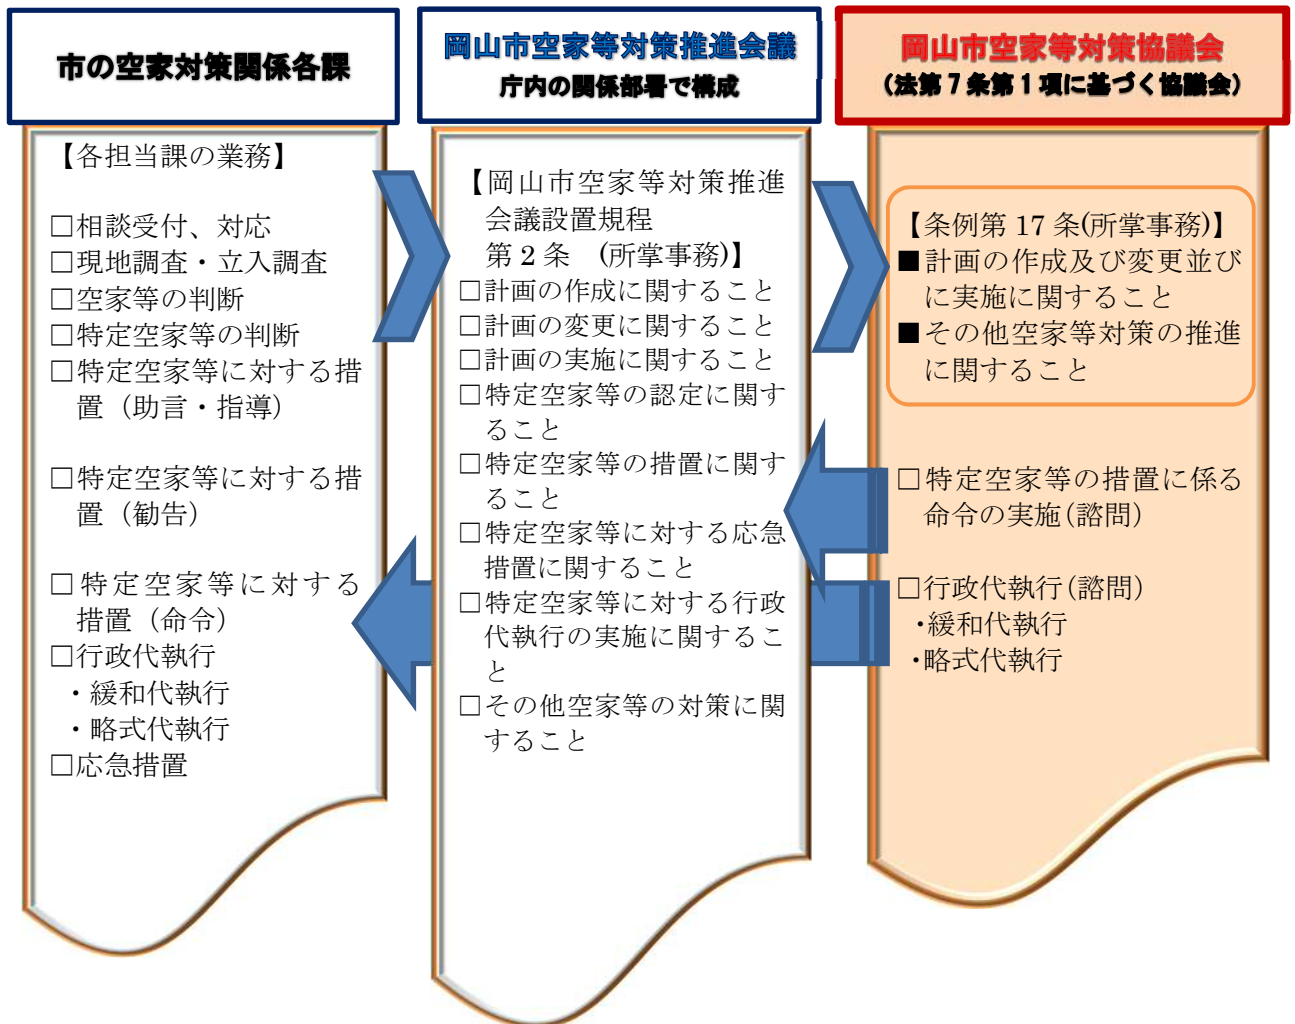 市の空家対策関係各課
【各担当課の業務】
□相談受付、対応
□現地調査・立入調査
□空家等の判断
□特定空家等の判断
□特定空家等に対する措
置（助言・指導）
□特定空家等に対する措
置（勧告）
□特定空家等に対する
措置（命令）
□行政代執行
・緩和代執行
・略式代執行
□応急措置
岡山市空家等対策推進会議
庁内の関係部署で構成
【岡山市空家等対策推進
会議設置規程
第２条　(所掌事務)】
□計画の作成に関すること
□計画の変更に関すること
□計画の実施に関すること
□特定空家等の認定に関す
ること
□特定空家等の措置に関す
ること
□特定空家等に対する応急
措置に関すること
□特定空家等に対する行政
代執行の実施に関するこ
と
□その他空家等の対策に関
すること
岡山市空家等対策協議会
(法第７条第１項に基づく協議会)
【条例第 17 条(所掌事務)】
■計画の作成及び変更並び
に実施に関すること
■その他空家等対策の推進
に関すること
□特定空家等の措置に係る
命令の実施(諮問)
□行政代執行(諮問)
・緩和代執行
・略式代執行